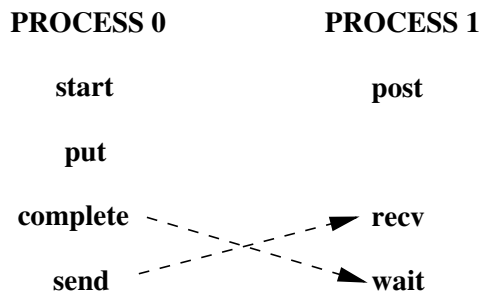 PROCESS 0 PROCESS 1
start post
put
complete recv
send wait